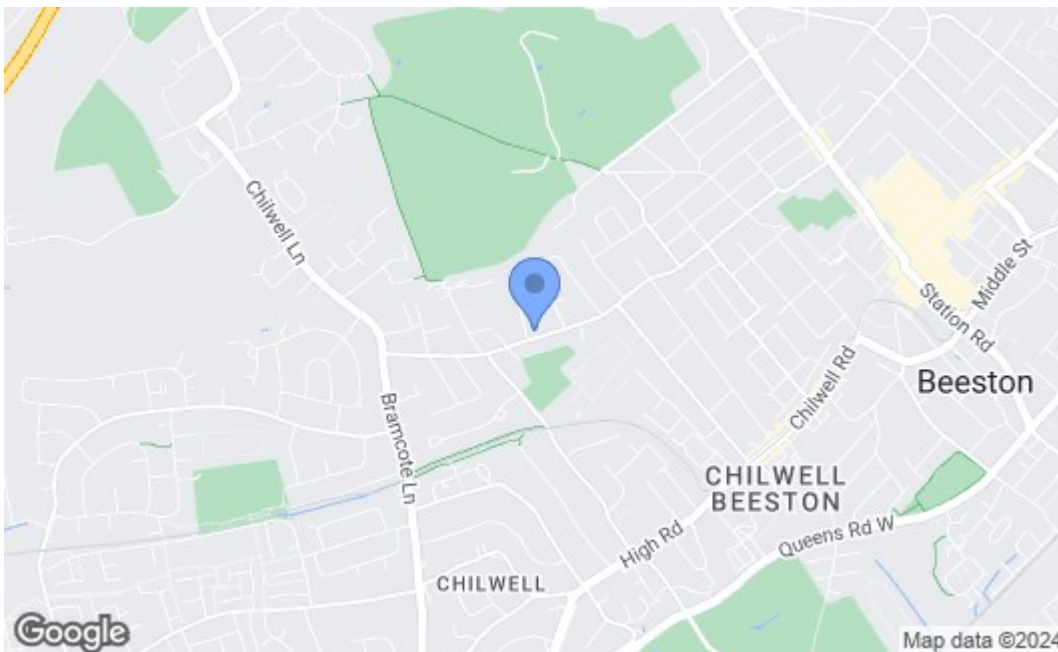 Chilwell Ln
Middle St
Station Rd
Beeston
Chilwell Rd
Bramcote Ln
CHILWELL
BEESTON
High Rd
Queens Rd W
CHILWELL
Google
Map data ©2024